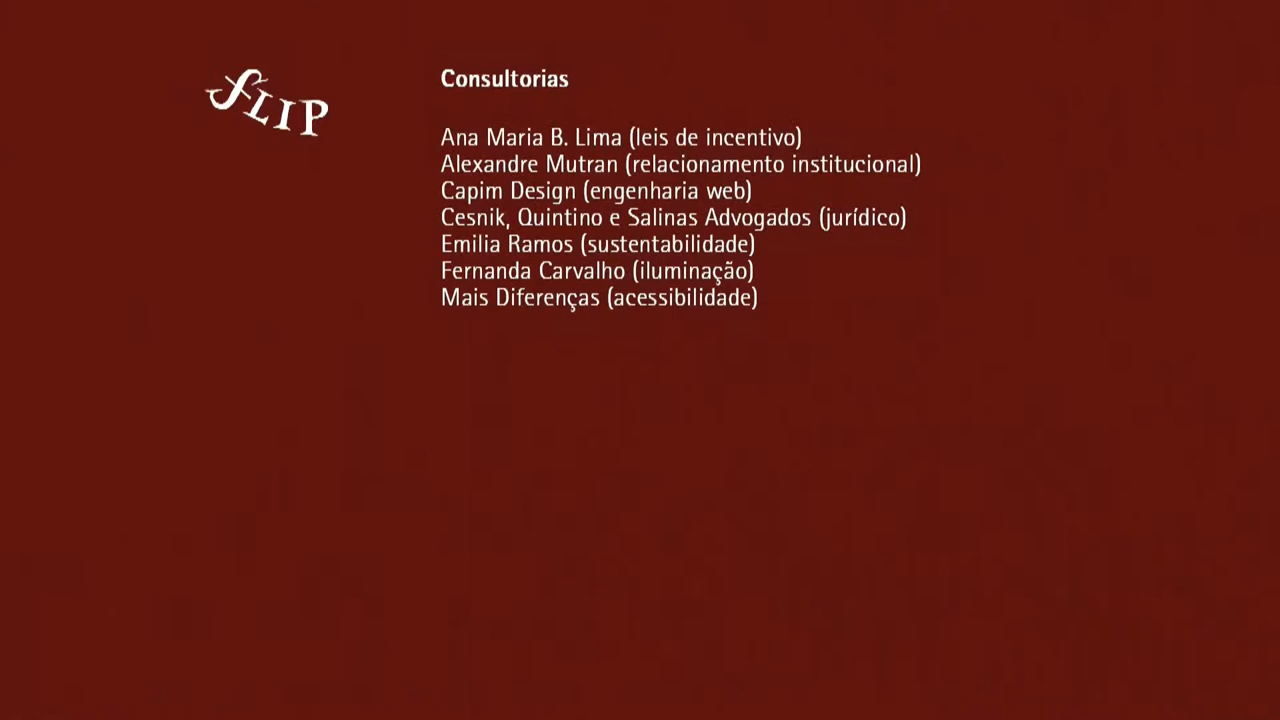 FLIP
Consultorias
Ana Maria B. Lima (leis de incentivo)
Alexandre Mutran (relacionamento institucional)
Capim Design (engenharia web)
Cesnik, Quintino e Salinas Advogados (jurídico)
Emilia Ramos (sustentabilidade)
Fernanda Carvalho (iluminação)
Mais Diferenças (acessibilidade)